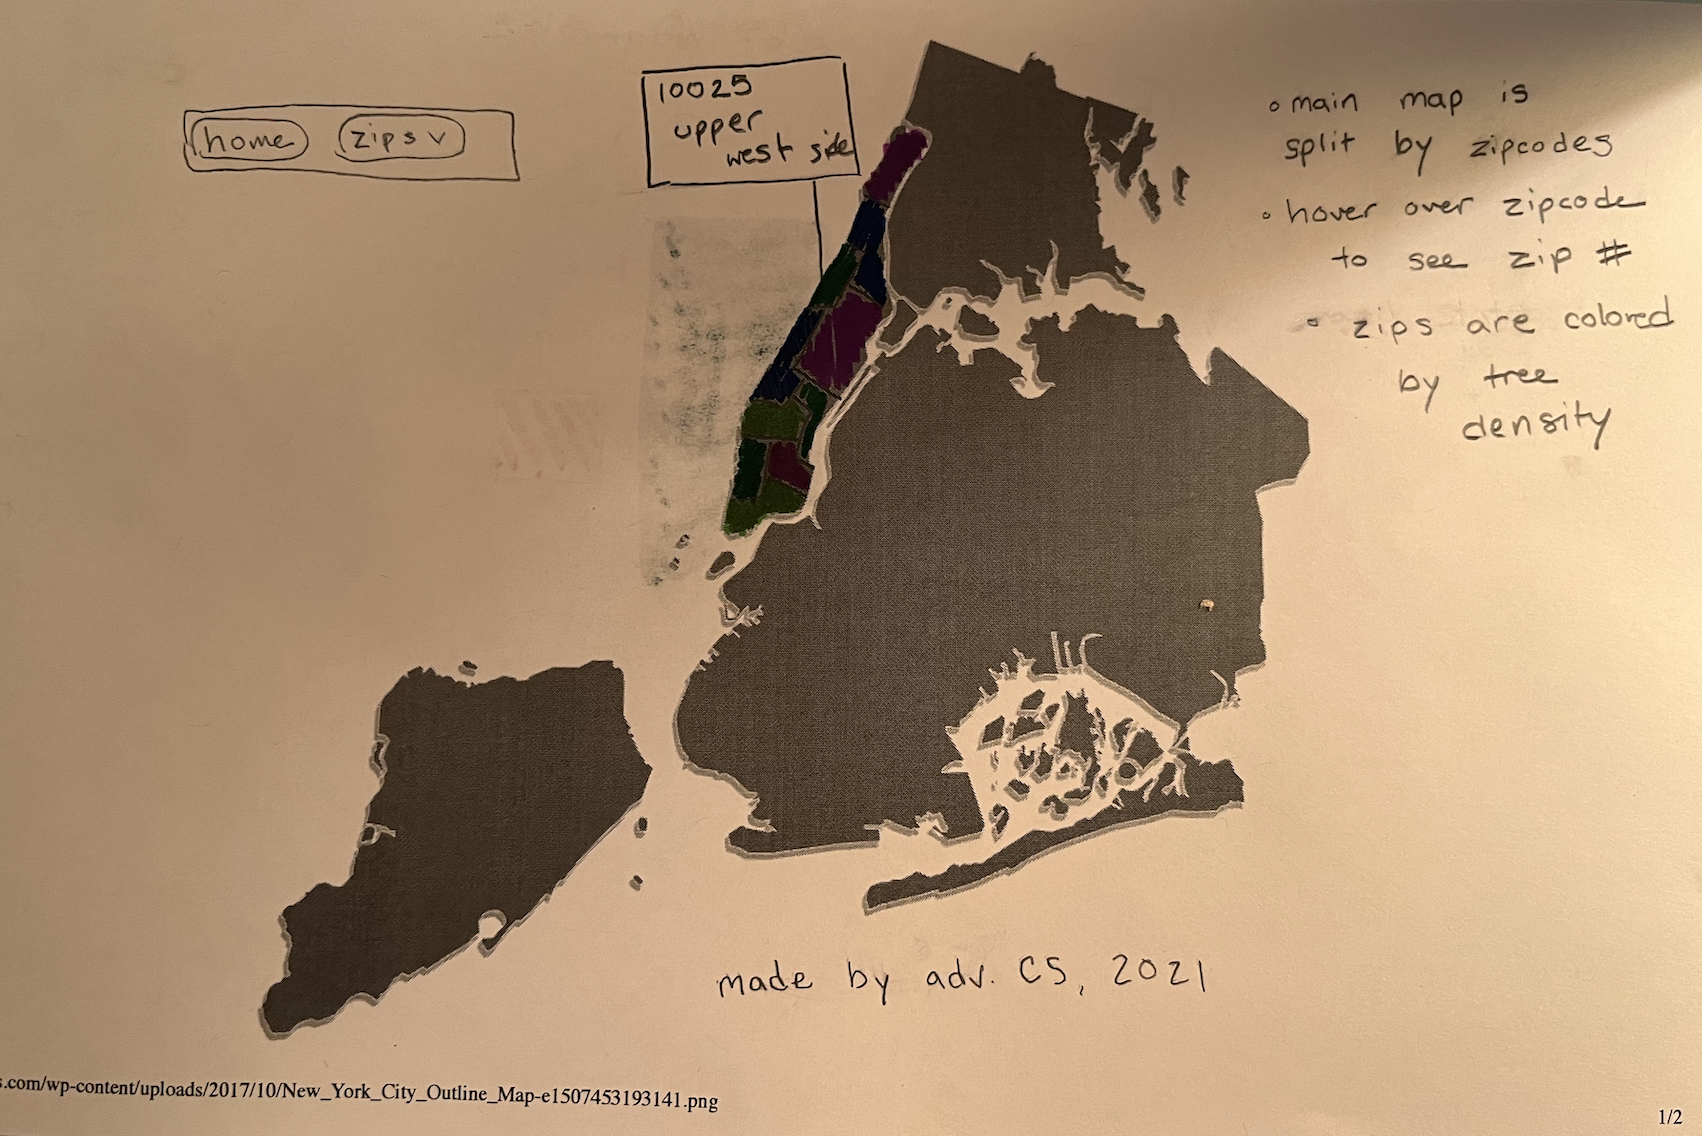 home
zips v
10025
upper
west side
• main map is
split by zipcodes
• hover over zipcode
to see zip #
• zips are colored
by tree
density
made by adv. CS, 2021
s.com/wp-content/uploads/2017/10/New_York_City_Outline_Map-e1507453193141.png
1/2